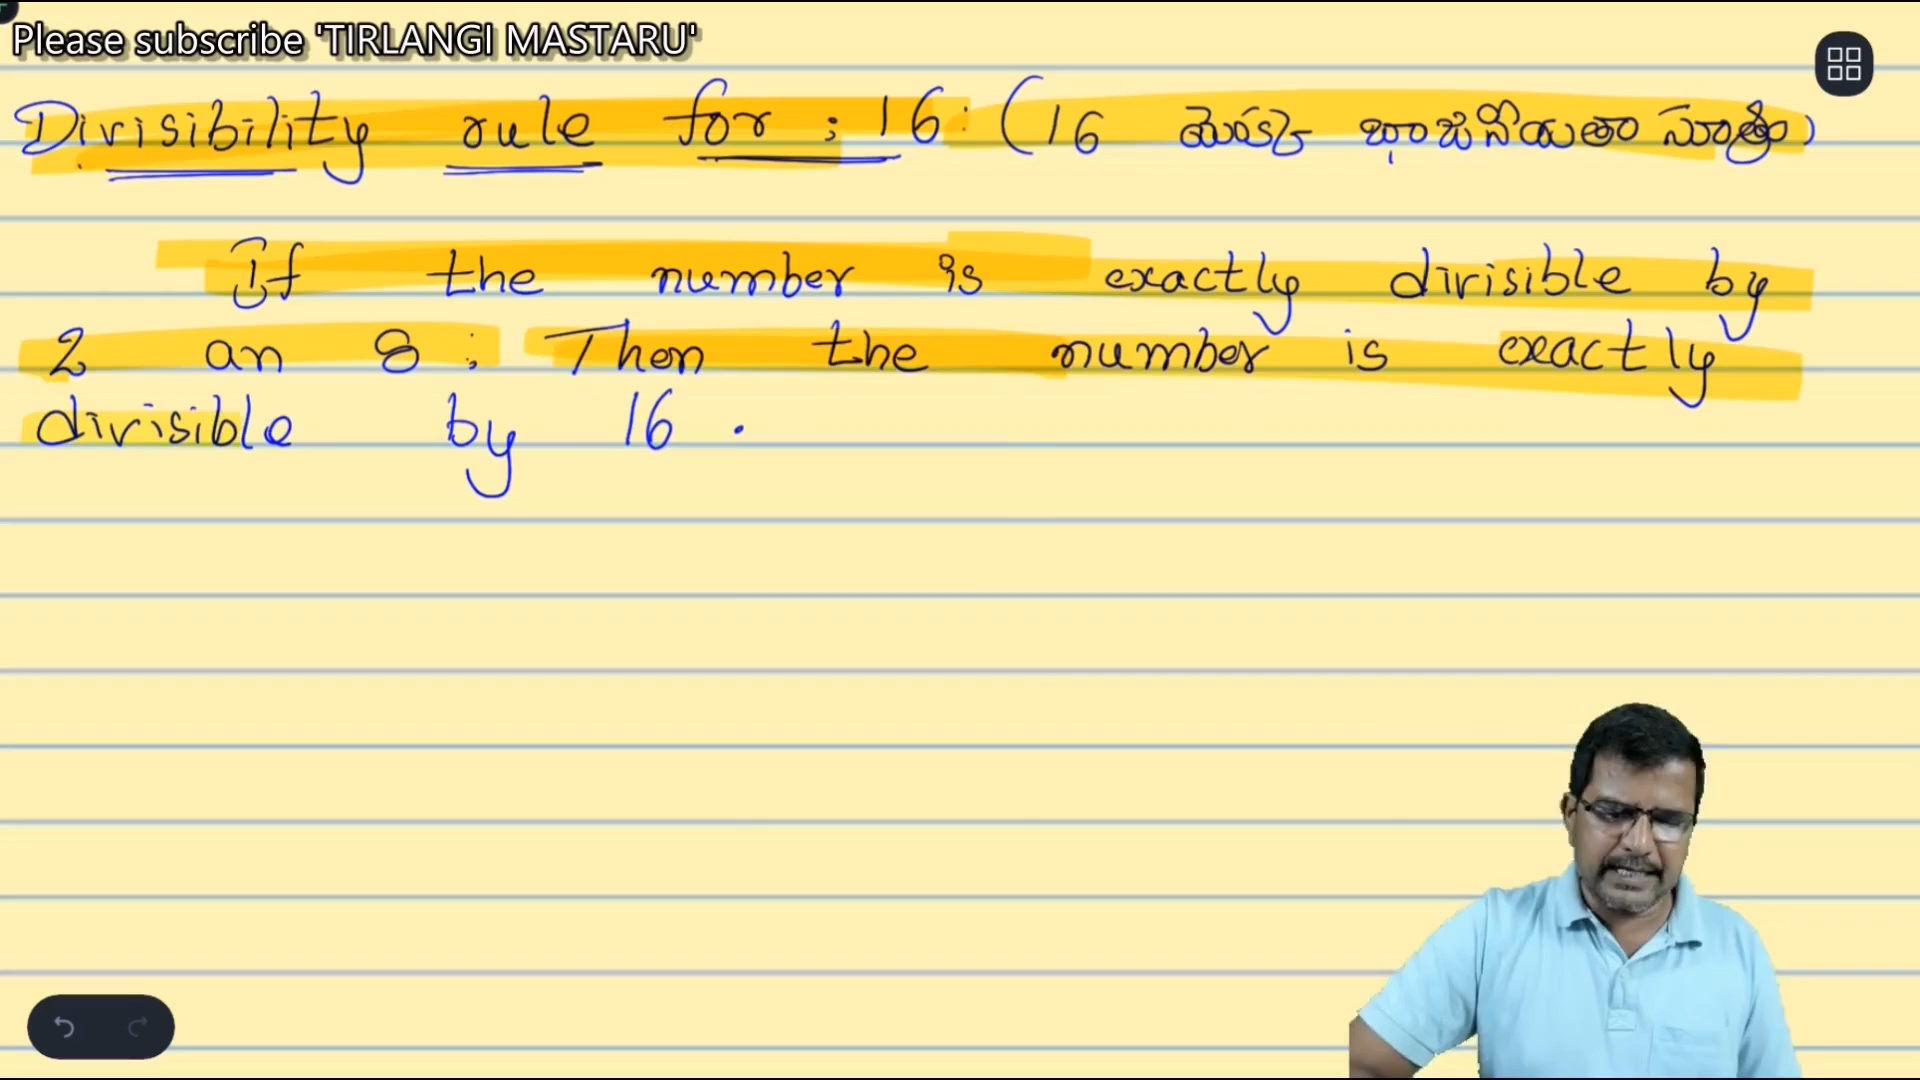 Please subscribe 'TIRLANGI MASTARU'
Divisibility rule for : 16 : (16 యొక్క భాజనీయతా సూత్రం)
If the number is exactly divisible by
2 an 8 ; Then the number is exactly
divisible by 16 .